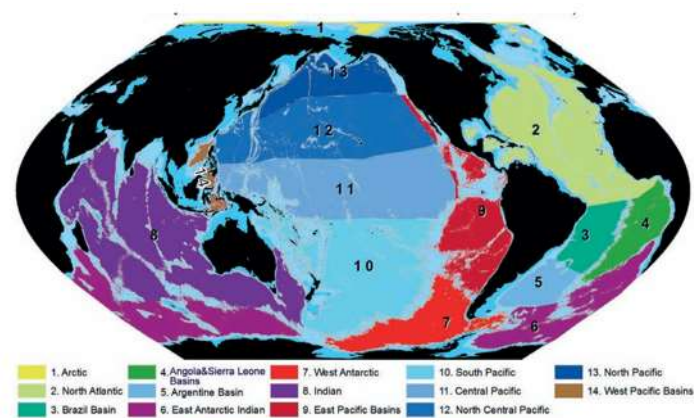 1
13
12
2
14
11
8
9
4
3
10
5
7
6
1. Arctic
2. North Atlantic
3. Brazil Basin
4. Angola&Sierra Leone
Basins
5. Argentine Basin
6. East Antarctic Indian
7. West Antarctic
8. Indian
9. East Pacific Basins
10. South Pacific
11. Central Pacific
12. North Central Pacific
13. North Pacific
14. West Pacific Basins